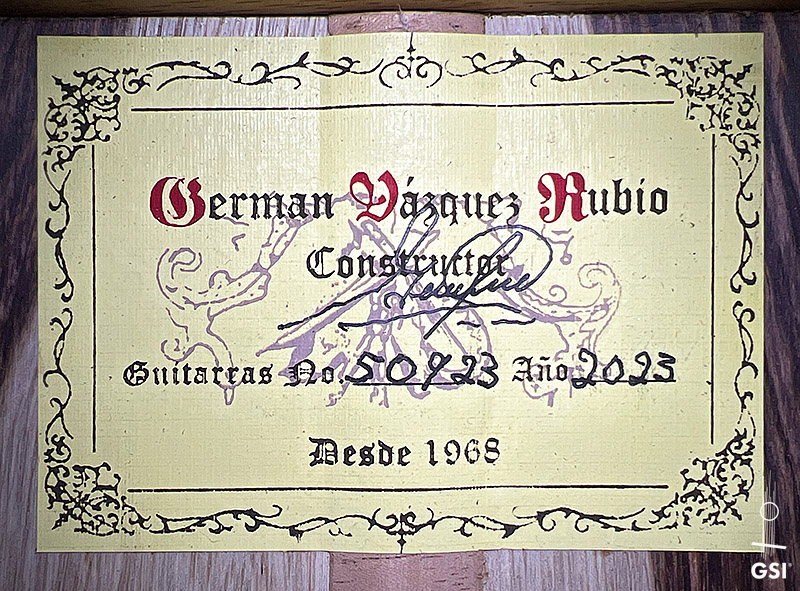 German Vázquez Rubio
Constructor
Guitarras No. 50923 Año 2023
Desde 1968
GSI